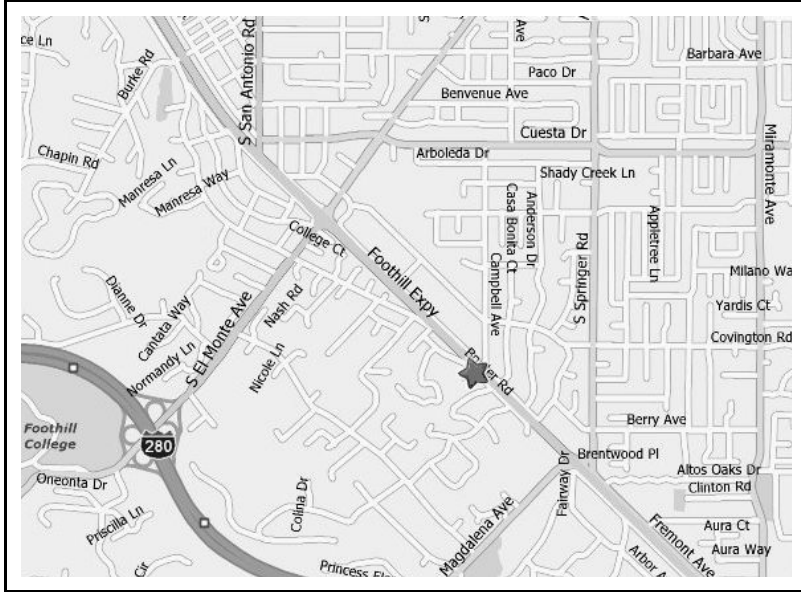 ce Ln
Burke Rd
S San Antonio Rd
S
Ave
Barbara Ave
Paco Dr
Benvenue Ave
Cuesta Dr
Arboleda Dr
Miramonte Ave
Chapin Rd
Manresa Ln
Manresa Way
Shady Creek Ln
Anderson Dr
Casa Bonita Ct
Campbell Ave
Appletree Ln
S Springer Rd
College Ct
Foothill Expy
Milano Wa
Dianne Dr
Cantata Way
Nash Rd
Yardis Ct
Normandy Ln
S El Monte Ave
Nicole Ln
Covington Rd
Rd
Berry Ave
Foothill
College
280
Brentwood Pl
Fairway Dr
Altos Oaks Dr
Clinton Rd
Oneonta Dr
Priscilla Ln
Colina Dr
Magdalena Ave
Fremont Ave
Aura Ct
Aura Way
Arbor
Cir
Princess